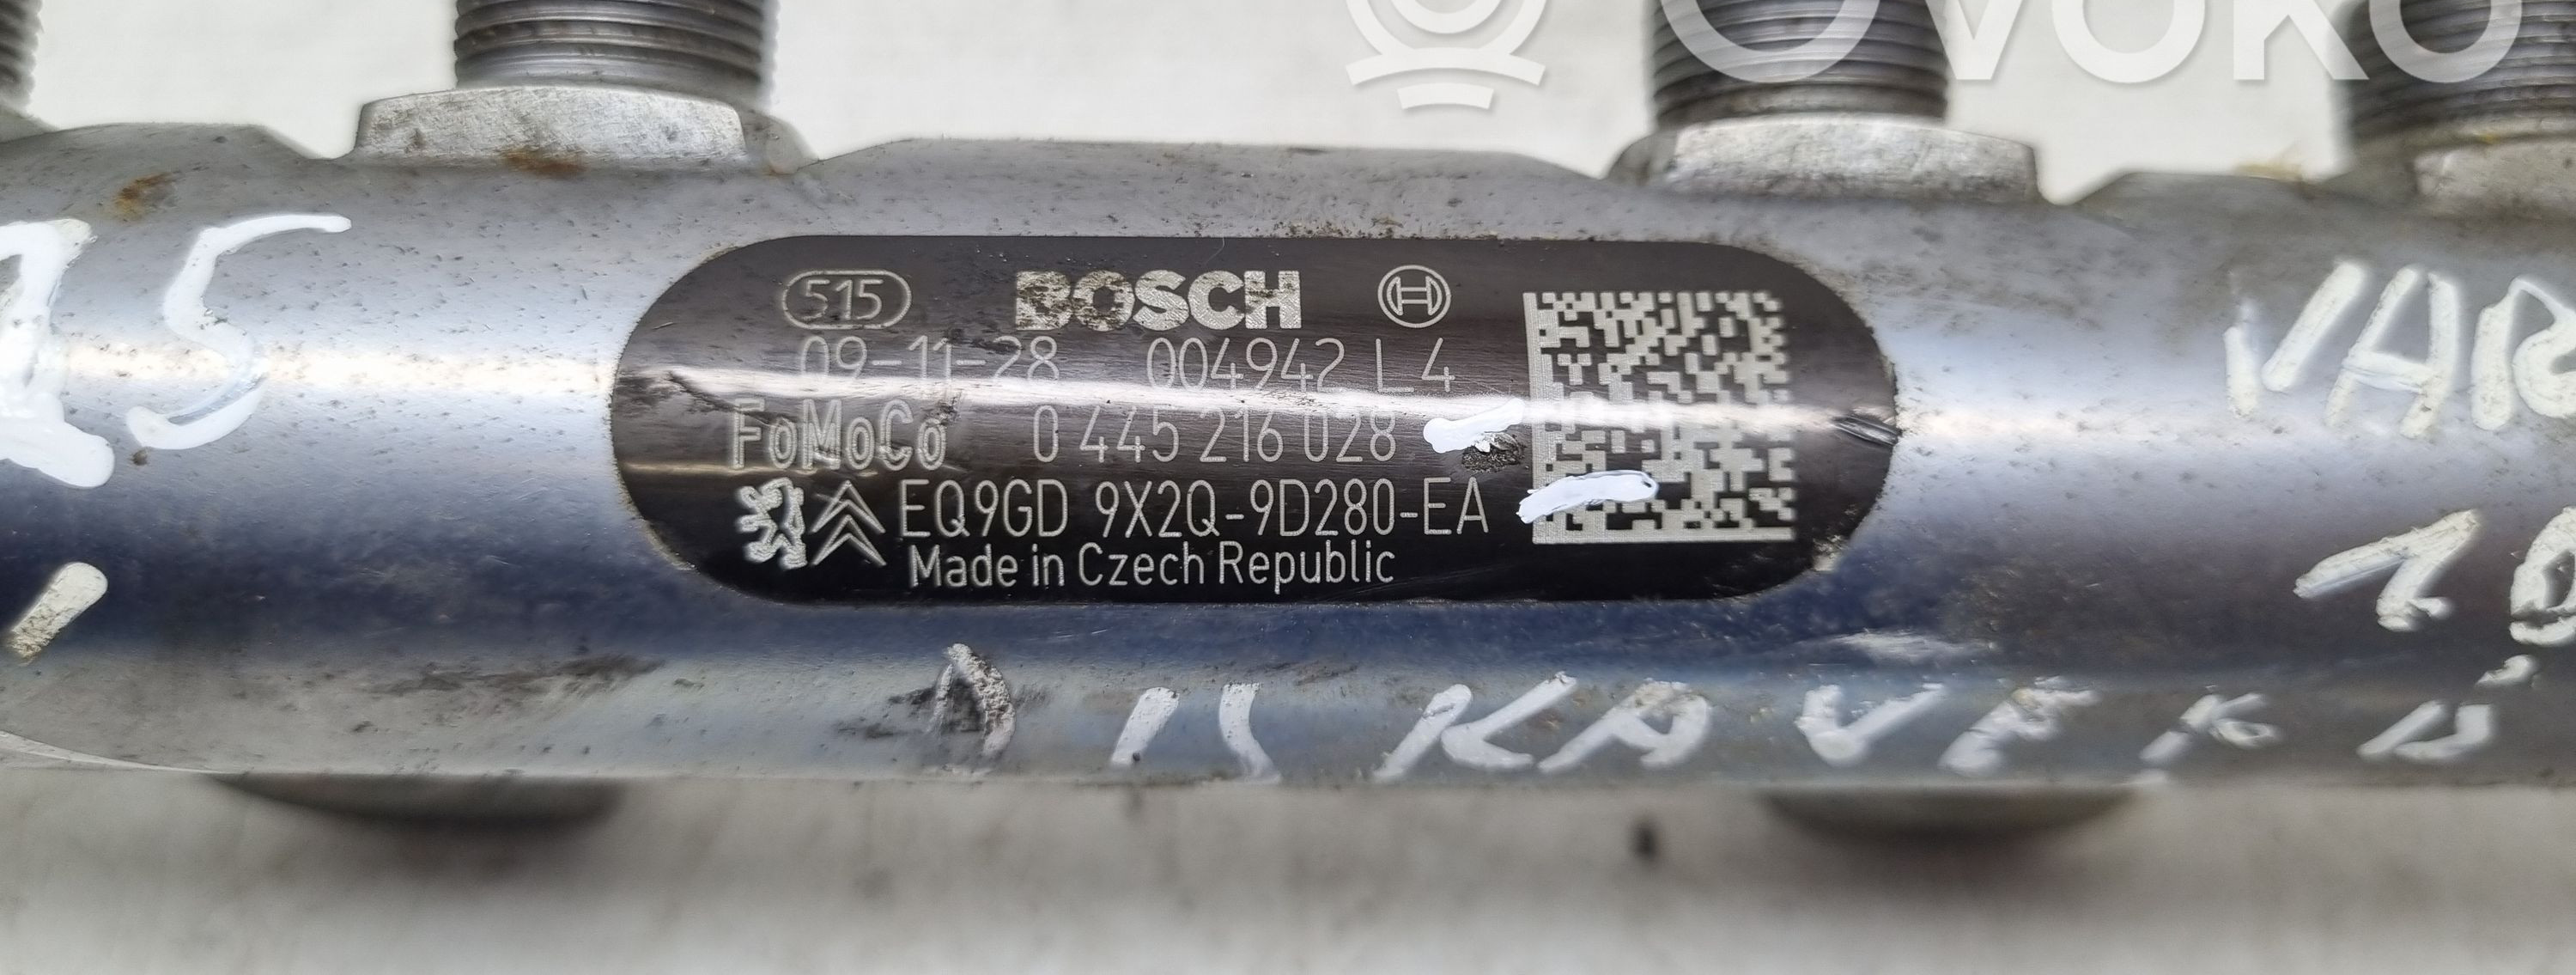 OVOKO
515 BOSCH
09-11-28 004942 L4
FoMoCo 0 445 216 028
EQ9GD 9X2Q-9D280-EA
Made in Czech Republic